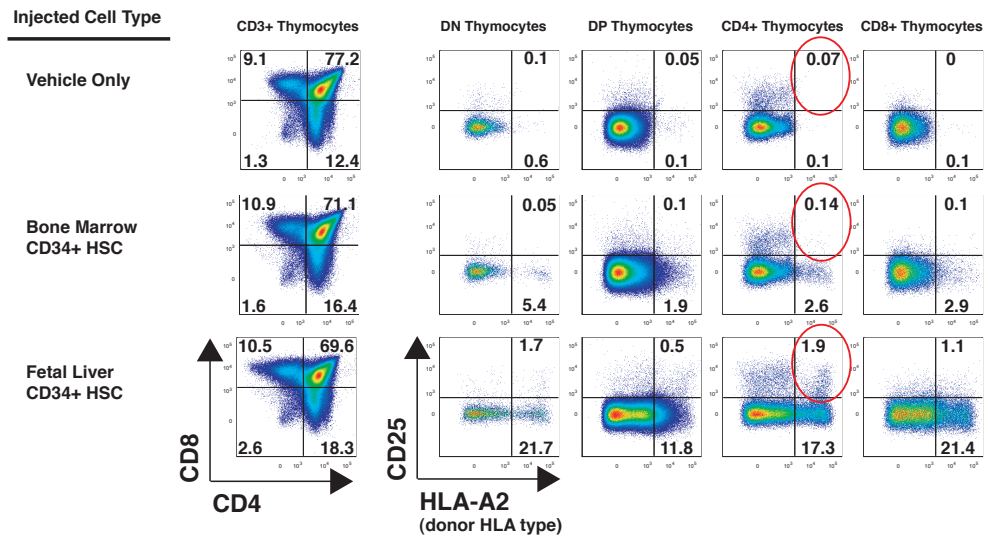 Injected Cell Type
CD3+ Thymocytes
DN Thymocytes
DP Thymocytes
CD4+ Thymocytes
CD8+ Thymocytes
Vehicle Only
9.1 77.2
1.3 12.4
0.1
0.6
0.05
0.1
0.07
0.1
0
0.1
Bone Marrow
CD34+ HSC
10.9 71.1
1.6 16.4
0.05
5.4
0.1
1.9
0.14
2.6
0.1
2.9
Fetal Liver
CD34+ HSC
10.5 69.6
2.6 18.3
1.7
21.7
0.5
11.8
1.9
17.3
1.1
21.4
CD8
CD4
CD25
HLA-A2
(donor HLA type)